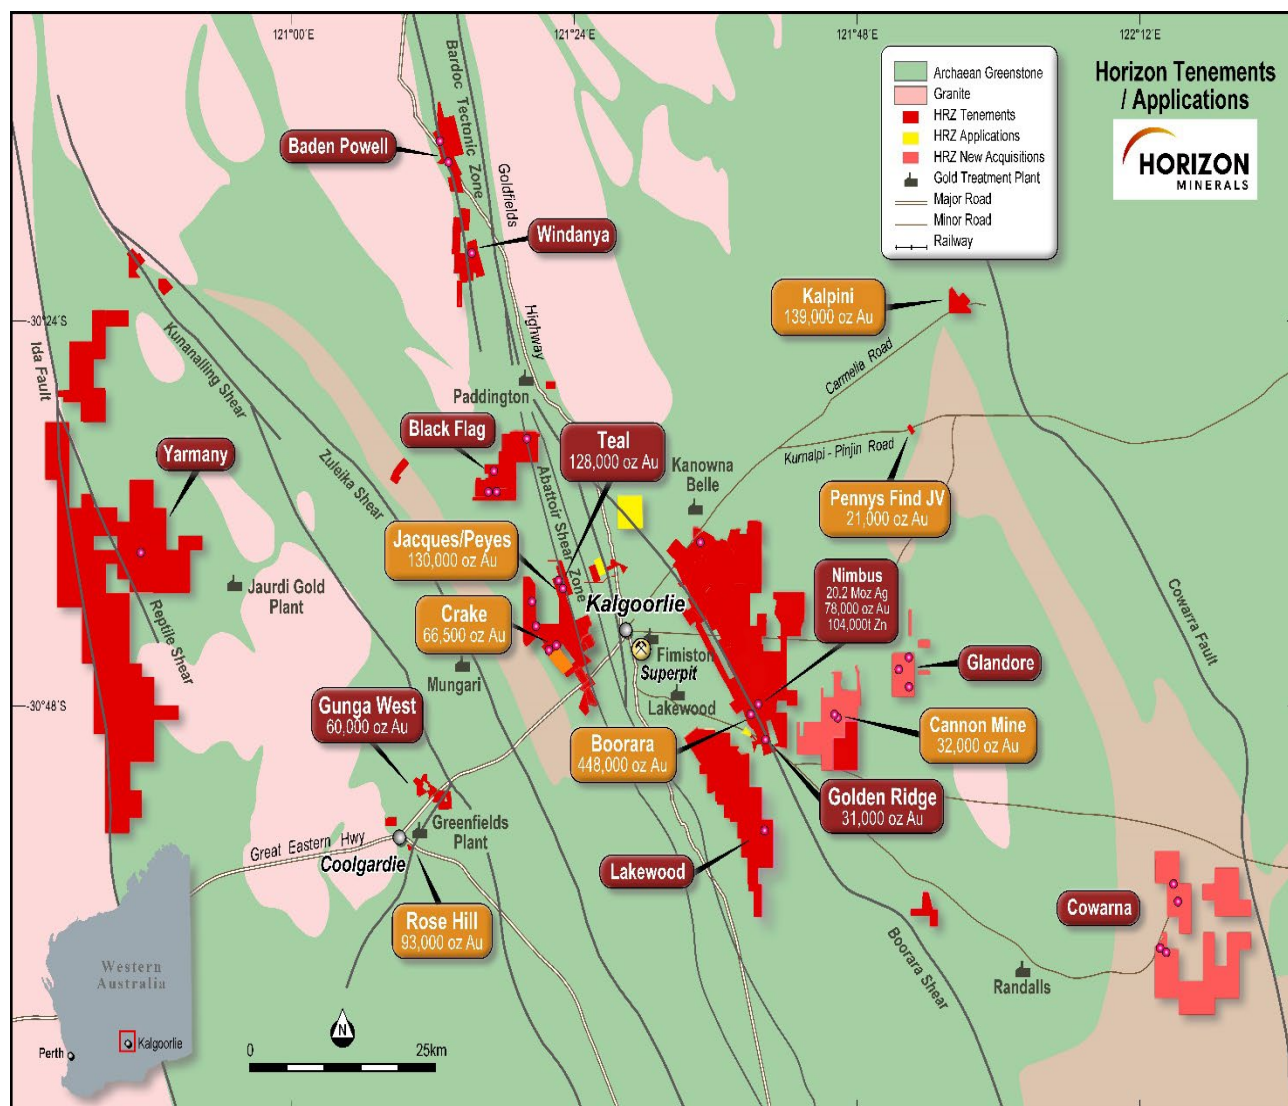 121°00´E
121°24´E
121°48´E
122°12´E
Archaean Greenstone
Granite
HRZ Tenements
HRZ Applications
HRZ New Acquisitions
Gold Treatment Plant
Major Road
Minor Road
Railway
Horizon Tenements
/ Applications
HORIZON
MINERALS
Bardoc Tectonic Zone
Goldfields
Highway
Baden Powell
Windanya
Kalpini
139,000 oz Au
-30°24´S
Ida Fault
Kunanalling Shear
Carmelia Road
Paddington
Black Flag
Teal
128,000 oz Au
Kurnalpi - Pinjin Road
Yarmany
Zuleika Shear
Abattoir Shear
Zone
Kanowna
Belle
Pennys Find JV
21,000 oz Au
Jacques/Peyes
130,000 oz Au
Nimbus
20.2 Moz Ag
78,000 oz Au
104,000t Zn
Jaurdi Gold
Plant
Reptile Shear
Crake
66,500 oz Au
Kalgoorlie
Fimiston
Superpit
Cowarra Fault
Glandore
Mungari
Lakewood
-30°48´S
Gunga West
60,000 oz Au
Boorara
448,000 oz Au
Cannon Mine
32,000 oz Au
Golden Ridge
31,000 oz Au
Great Eastern Hwy
Greenfields
Plant
Coolgardie
Lakewood
Rose Hill
93,000 oz Au
Cowarna
Boorara Shear
Randalls
Western
Australia
Perth
Kalgoorlie
N
0
25km